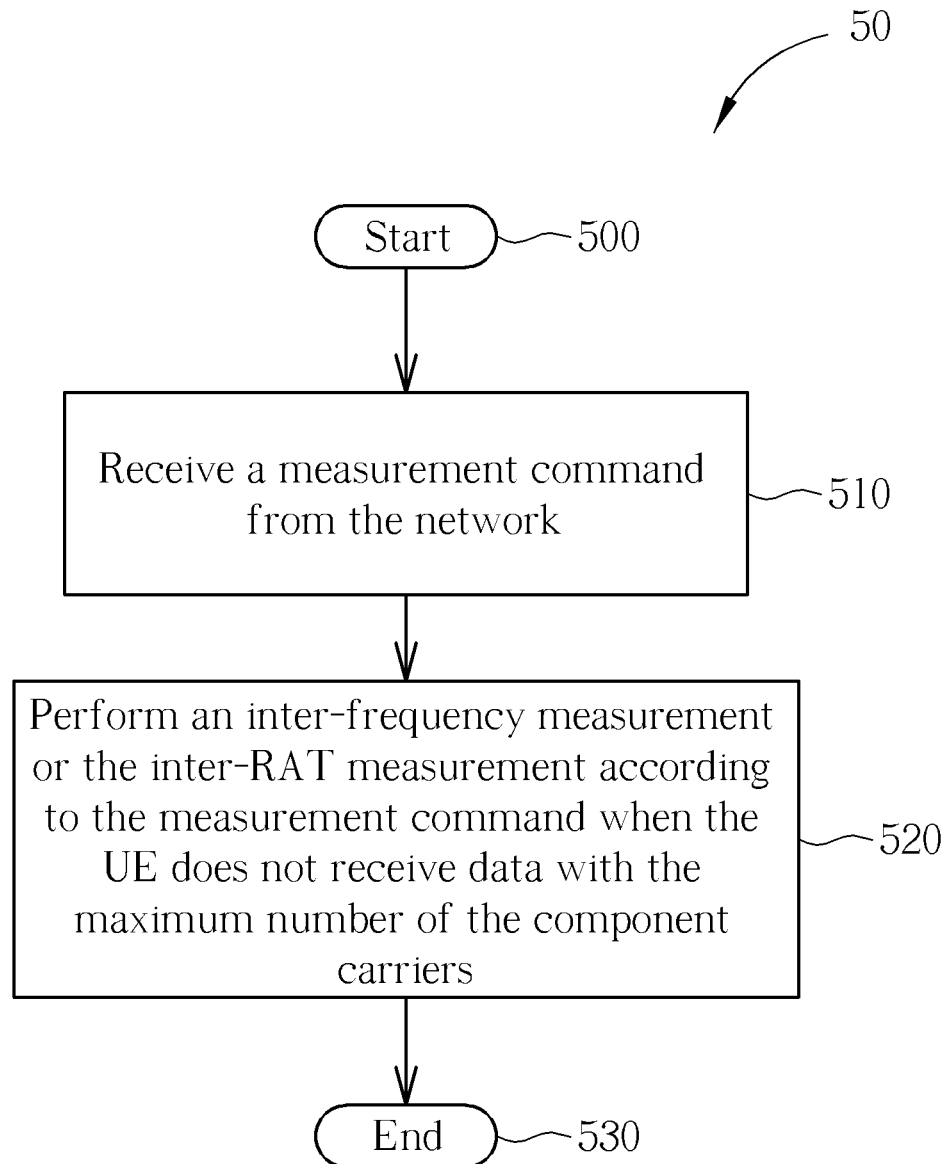 50
Start
500
Receive a measurement command
from the network
510
Perform an inter-frequency measurement
or the inter-RAT measurement according
to the measurement command when the
UE does not receive data with the
maximum number of the component
carriers
520
End
530